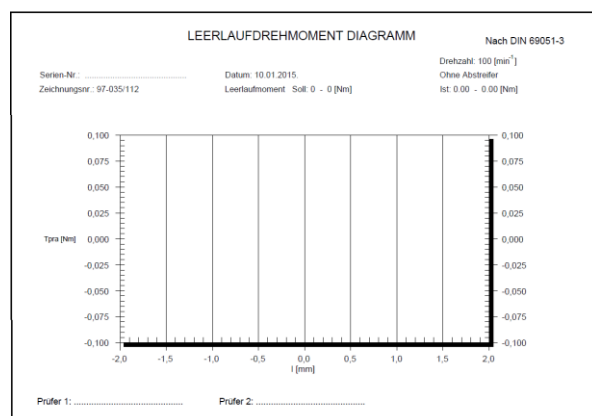 LEERLAUFDREHMOMENT DIAGRAMM
Nach DIN 69051-3
Drehzahl: 100 [min⁻¹]
Serien-Nr.: ............................................ Datum: 10.01.2015. Ohne Abstreifer
Zeichnungsnr.: 97-035/112 Leerlaufmoment Soll: 0 - 0 [Nm] Ist: 0.00 - 0.00 [Nm]
0,100 0,100
0,075 0,075
0,050 0,050
0,025 0,025
Tpra [Nm] 0,000 0,000
-0,025 -0,025
-0,050 -0,050
-0,075 -0,075
-0,100 -0,100
-2,0 -1,5 -1,0 -0,5 0,0 0,5 1,0 1,5 2,0
l [mm]
Prüfer 1: ............................................ Prüfer 2: ............................................